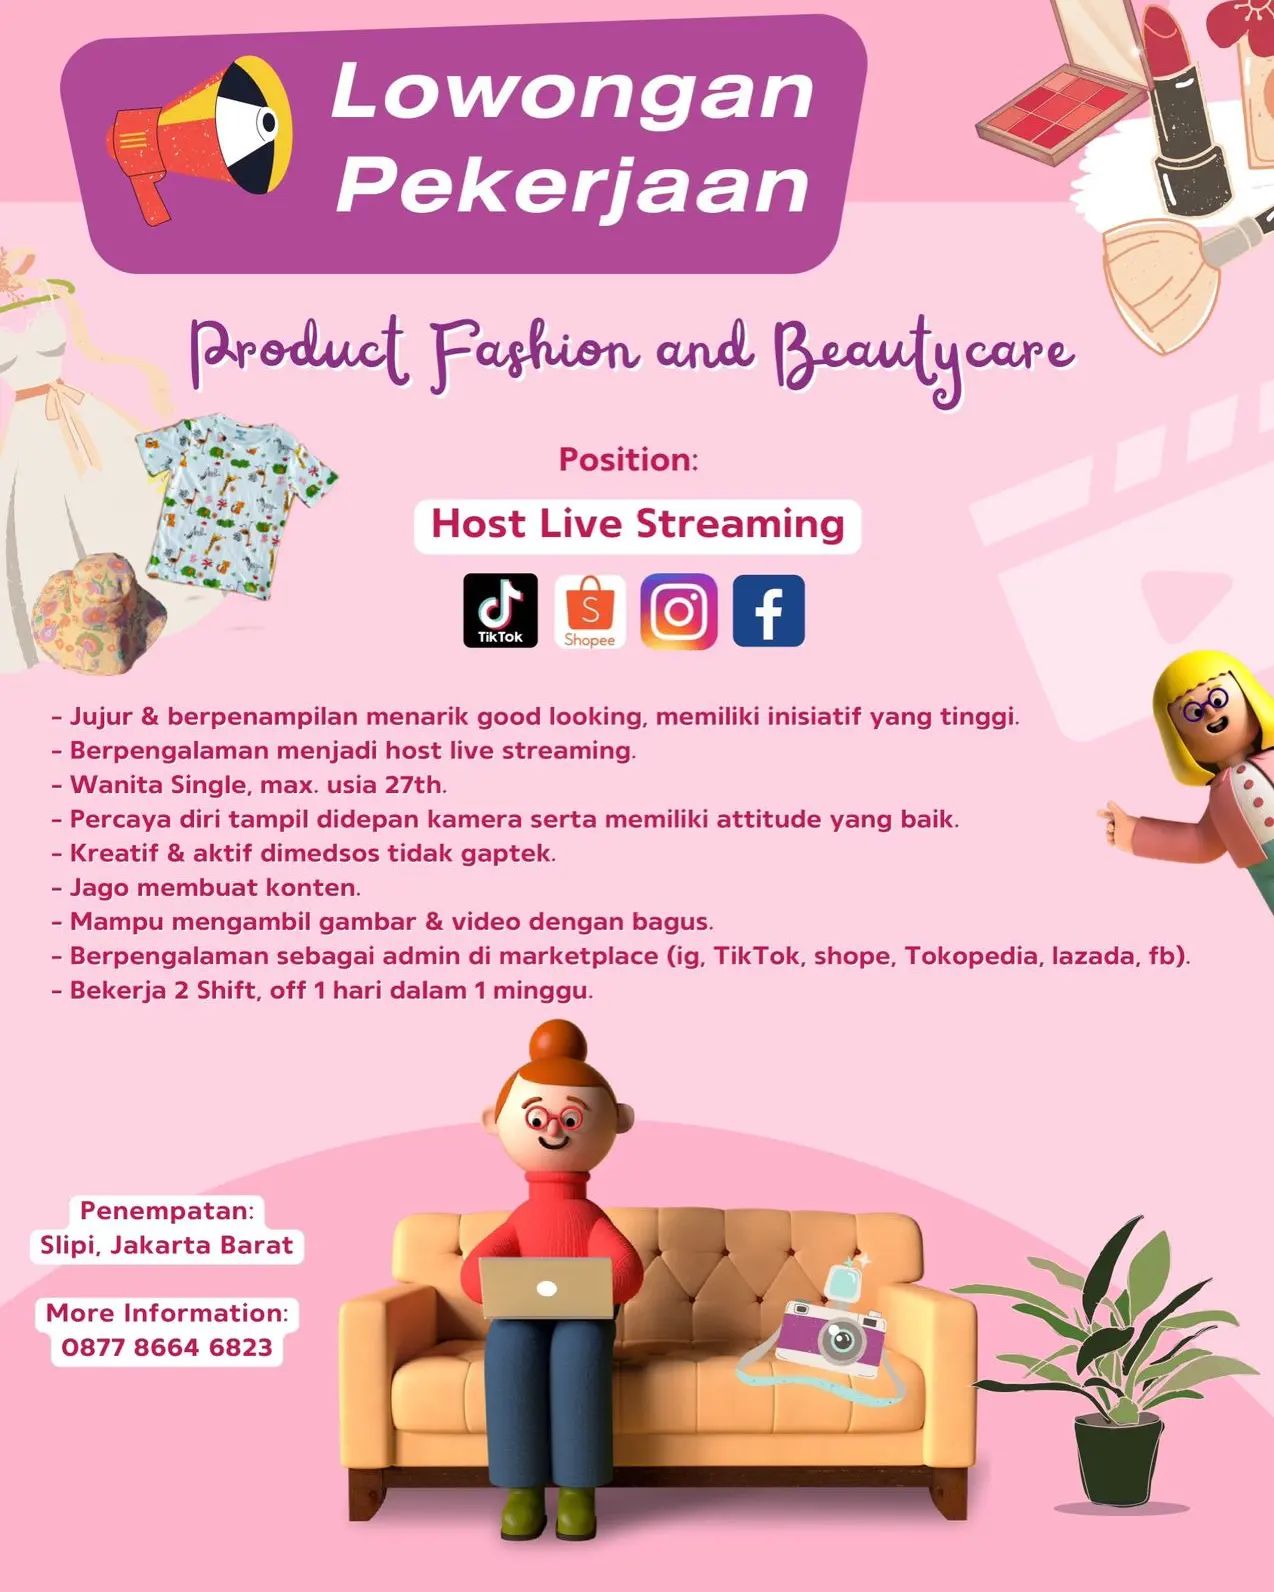 Lowongan
Pekerjaan
Product Fashion and Beautycare
Position:
Host Live Streaming
TikTok
S
Shopee
f
- Jujur & berpenampilan menarik good looking, memiliki inisiatif yang tinggi.
- Berpengalaman menjadi host live streaming.
- Wanita Single, max. usia 27th.
- Percaya diri tampil didepan kamera serta memiliki attitude yang baik.
- Kreatif & aktif dimedsos tidak gaptek.
- Jago membuat konten.
- Mampu mengambil gambar & video dengan bagus.
- Berpengalaman sebagai admin di marketplace (ig, TikTok, shope, Tokopedia, lazada, fb).
- Bekerja 2 Shift, off 1 hari dalam 1 minggu.
Penempatan:
Slipi, Jakarta Barat
More Information:
0877 8664 6823